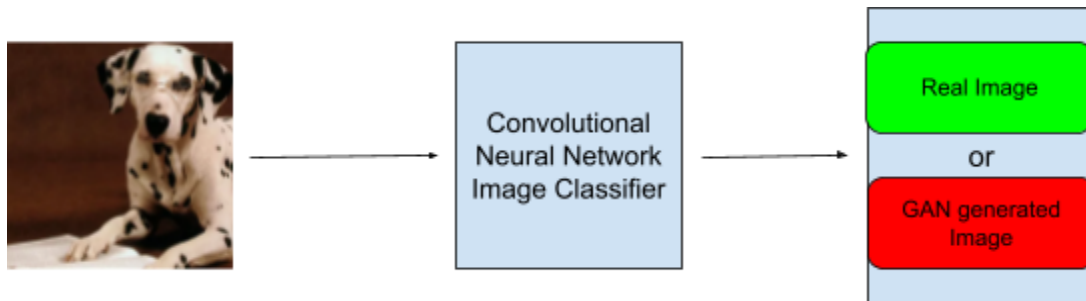 Convolutional
Neural Network
Image Classifier
Real Image
or
GAN generated
Image